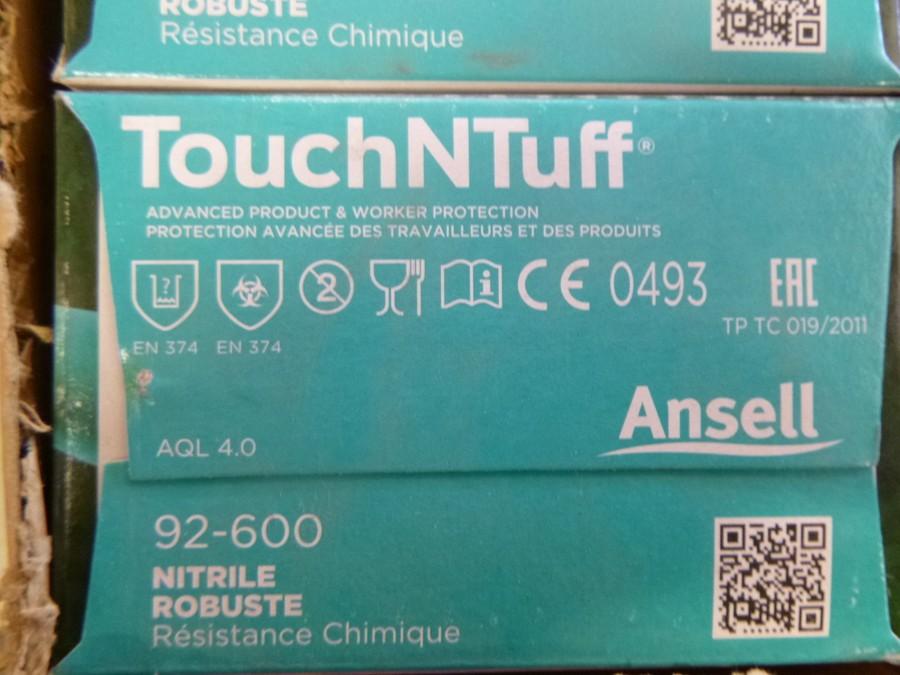 ROBUSTE
Résistance Chimique
TouchNTuff®
ADVANCED PRODUCT & WORKER PROTECTION
PROTECTION AVANCÉE DES TRAVAILLEURS ET DES PRODUITS
? 2 i CE 0493 EAC
TP TC 019/2011
EN 374 EN 374
Ansell
AQL 4.0
92-600
NITRILE
ROBUSTE
Résistance Chimique